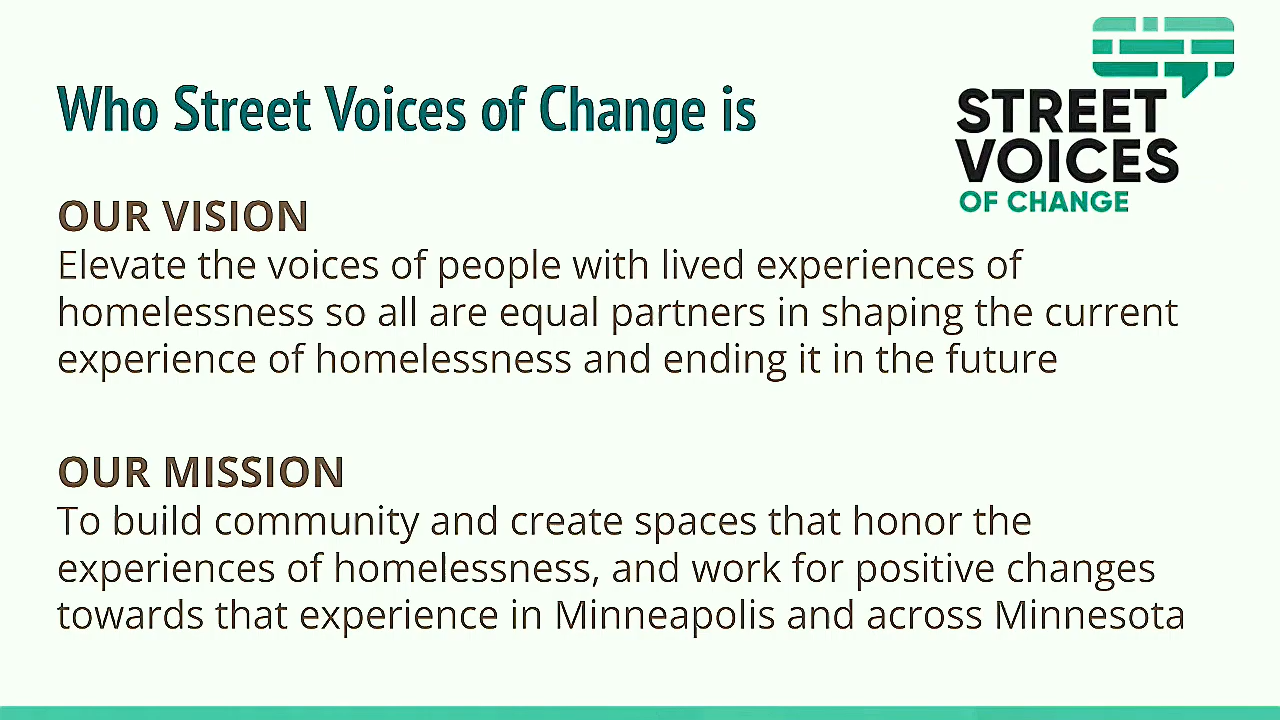 Who Street Voices of Change is
STREET
VOICES
OF CHANGE
OUR VISION
Elevate the voices of people with lived experiences of
homelessness so all are equal partners in shaping the current
experience of homelessness and ending it in the future
OUR MISSION
To build community and create spaces that honor the
experiences of homelessness, and work for positive changes
towards that experience in Minneapolis and across Minnesota